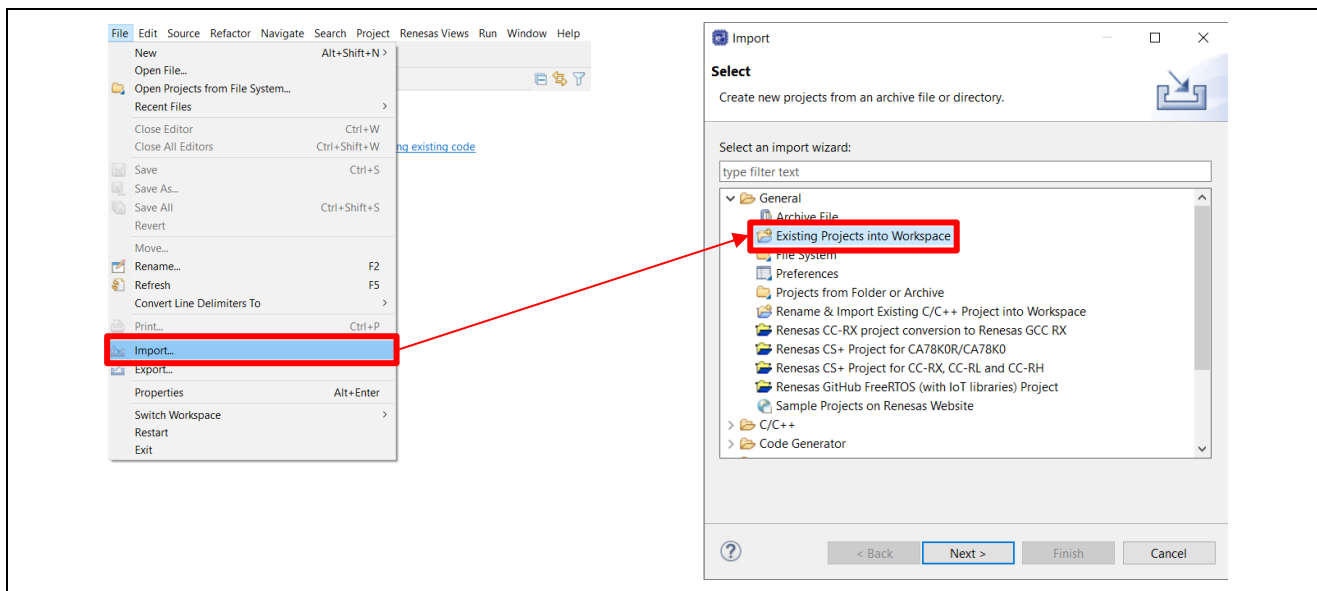 File Edit Source Refactor Navigate Search Project Renesas Views Run Window Help
New Alt+Shift+N >
Open File...
Open Projects from File System...
Recent Files >
Close Editor Ctrl+W
Close All Editors Ctrl+Shift+W
ng existing code
Save Ctrl+S
Save As...
Save All Ctrl+Shift+S
Revert
Move...
Rename... F2
Refresh F5
Convert Line Delimiters To >
Print... Ctrl+P
Import...
Export...
Properties Alt+Enter
Switch Workspace >
Restart
Exit
Import
Select
Create new projects from an archive file or directory.
Select an import wizard:
type filter text
General
Archive File
Existing Projects into Workspace
File System
Preferences
Projects from Folder or Archive
Rename & Import Existing C/C++ Project into Workspace
Renesas CC-RX project conversion to Renesas GCC RX
Renesas CS+ Project for CA78K0R/CA78K0
Renesas CS+ Project for CC-RX, CC-RL and CC-RH
Renesas GitHub FreeRTOS (with IoT libraries) Project
Sample Projects on Renesas Website
> C/C++
> Code Generator
? < Back Next > Finish Cancel